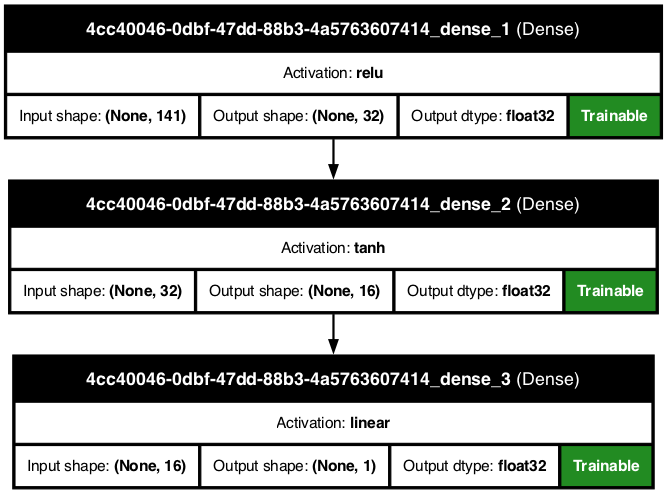 4cc40046-0dbf-47dd-88b3-4a5763607414_dense_1 (Dense)
Activation: relu
Input shape: (None, 141) Output shape: (None, 32) Output dtype: float32 Trainable
4cc40046-0dbf-47dd-88b3-4a5763607414_dense_2 (Dense)
Activation: tanh
Input shape: (None, 32) Output shape: (None, 16) Output dtype: float32 Trainable
4cc40046-0dbf-47dd-88b3-4a5763607414_dense_3 (Dense)
Activation: linear
Input shape: (None, 16) Output shape: (None, 1) Output dtype: float32 Trainable